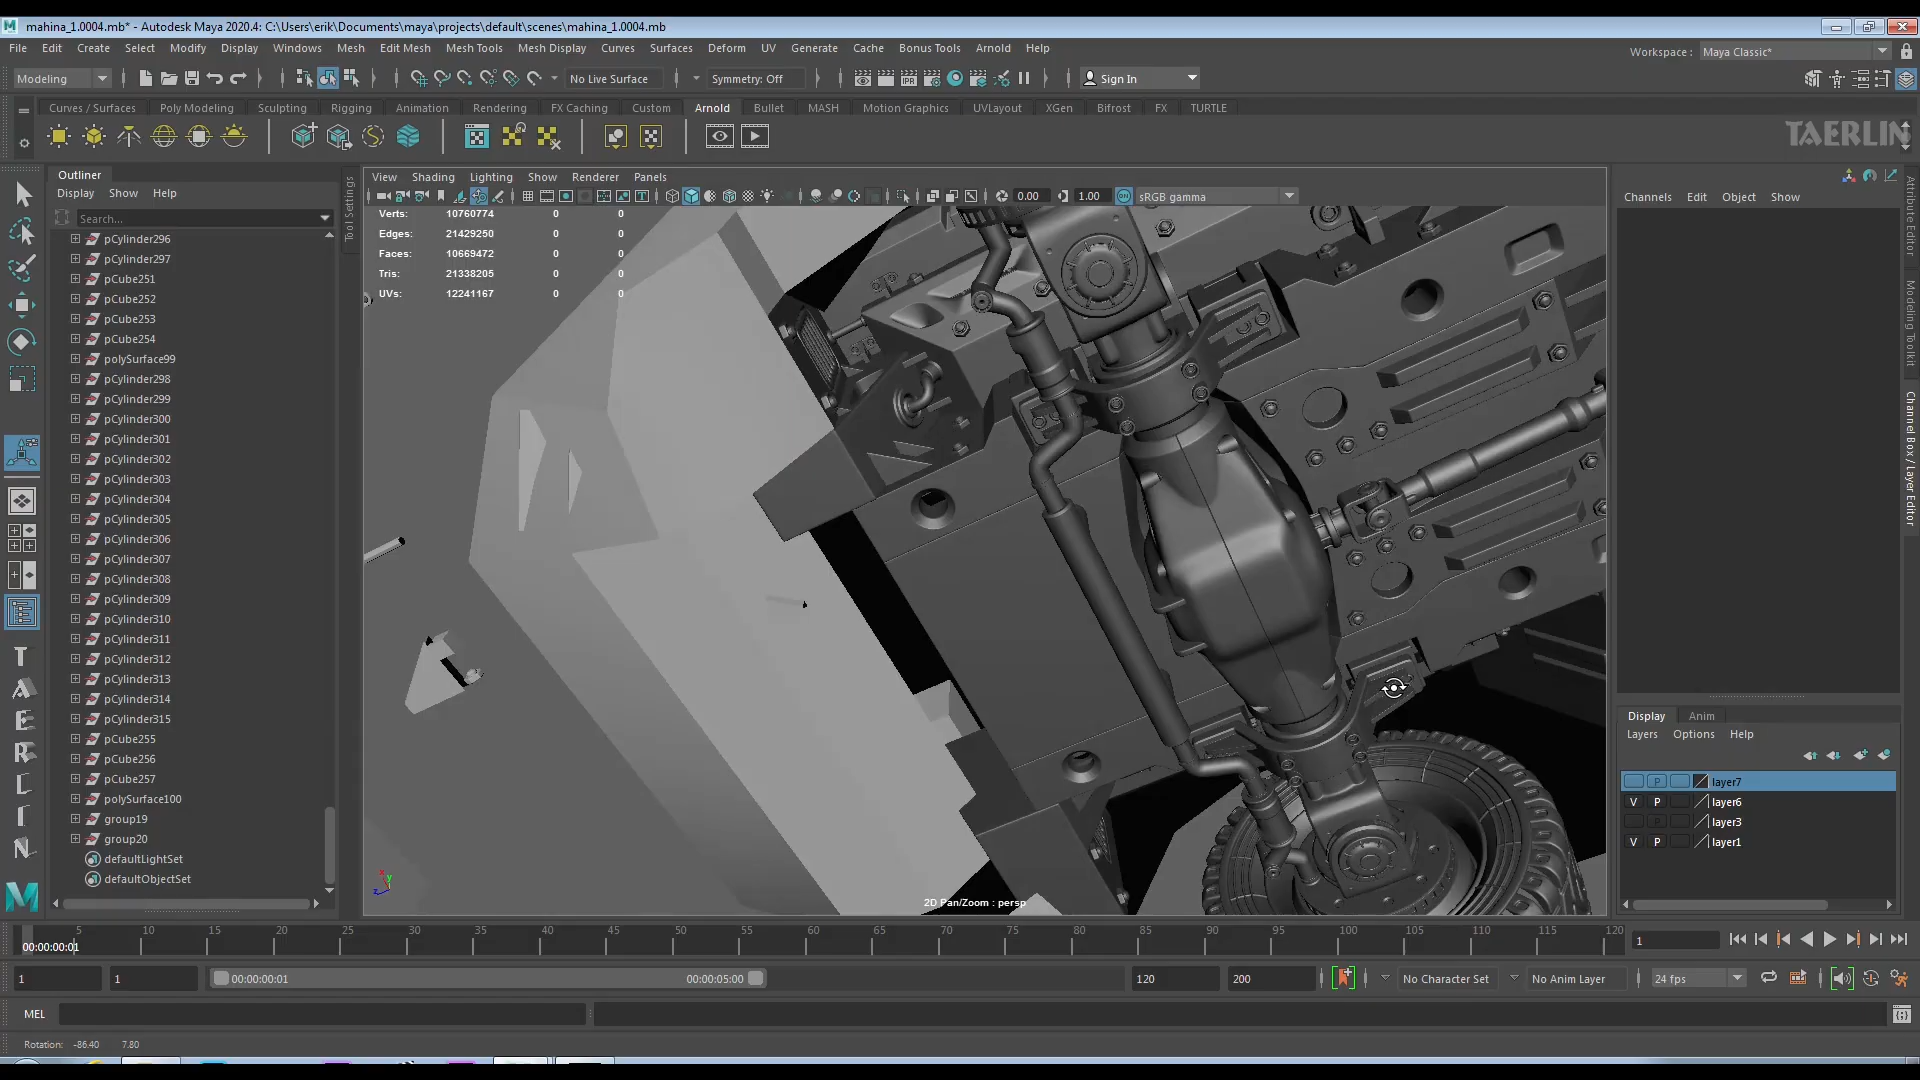 mahina_1.0004.mb* - Autodesk Maya 2020.4: C:\Users\erik\Documents\maya\projects\default\scenes\mahina_1.0004.mb
File Edit Create Select Modify Display Windows Mesh Edit Mesh Mesh Tools Mesh Display Curves Surfaces Deform UV Generate Cache Bonus Tools Arnold Help
Workspace : Maya Classic*
Modeling No Live Surface Symmetry: Off Sign In
Curves / Surfaces Poly Modeling Sculpting Rigging Animation Rendering FX Caching Custom Arnold Bullet MASH Motion Graphics UVLayout XGen Bifrost FX TURTLE
TAERLIN
Outliner
Display Show Help
Search...
Tool Settings
View Shading Lighting Show Renderer Panels
0.00 1.00 sRGB gamma
Verts: 10760774 0 0
Edges: 21429250 0 0
Faces: 10669472 0 0
Tris: 21338205 0 0
UVs: 12241167 0 0
pCylinder296
pCylinder297
pCube251
pCube252
pCube253
pCube254
polySurface99
pCylinder298
pCylinder299
pCylinder300
pCylinder301
pCylinder302
pCylinder303
pCylinder304
pCylinder305
pCylinder306
pCylinder307
pCylinder308
pCylinder309
pCylinder310
pCylinder311
pCylinder312
pCylinder313
pCylinder314
pCylinder315
pCube255
pCube256
pCube257
polySurface100
group19
group20
defaultLightSet
defaultObjectSet
2D Pan/Zoom : persp
Channels Edit Object Show
Attribute Editor
Modeling Toolkit
Channel Box / Layer Editor
Display Anim
Layers Options Help
P layer7
V P layer6
P layer3
V P layer1
5 10 15 20 25 30 35 40 45 50 55 60 65 70 75 80 85 90 95 100 105 110 115 120
00:00:00:01
1
1 1 00:00:00:01 00:00:05:00 120 200 No Character Set No Anim Layer 24 fps
MEL
Rotation: -86.40 7.80